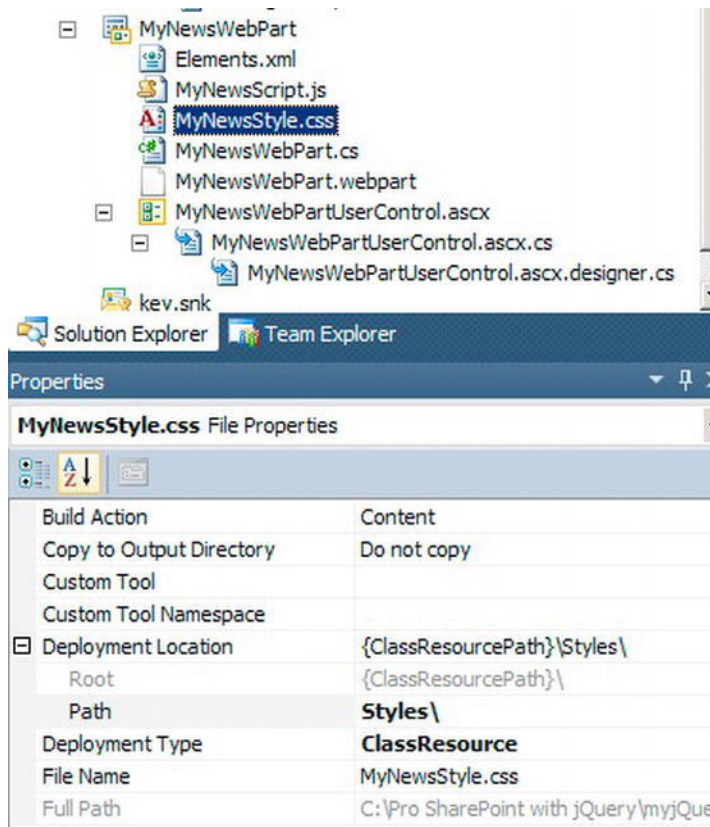 MyNewsWebPart
Elements.xml
MyNewsScript.js
MyNewsStyle.css
MyNewsWebPart.cs
MyNewsWebPart.webpart
MyNewsWebPartUserControl.ascx
MyNewsWebPartUserControl.ascx.cs
MyNewsWebPartUserControl.ascx.designer.cs
kev.snk
Solution Explorer Team Explorer
Properties
MyNewsStyle.css File Properties
Build Action Content
Copy to Output Directory Do not copy
Custom Tool
Custom Tool Namespace
Deployment Location {ClassResourcePath}\Styles\
Root {ClassResourcePath}\
Path Styles\
Deployment Type ClassResource
File Name MyNewsStyle.css
Full Path C:\Pro SharePoint with jQuery\myjQue